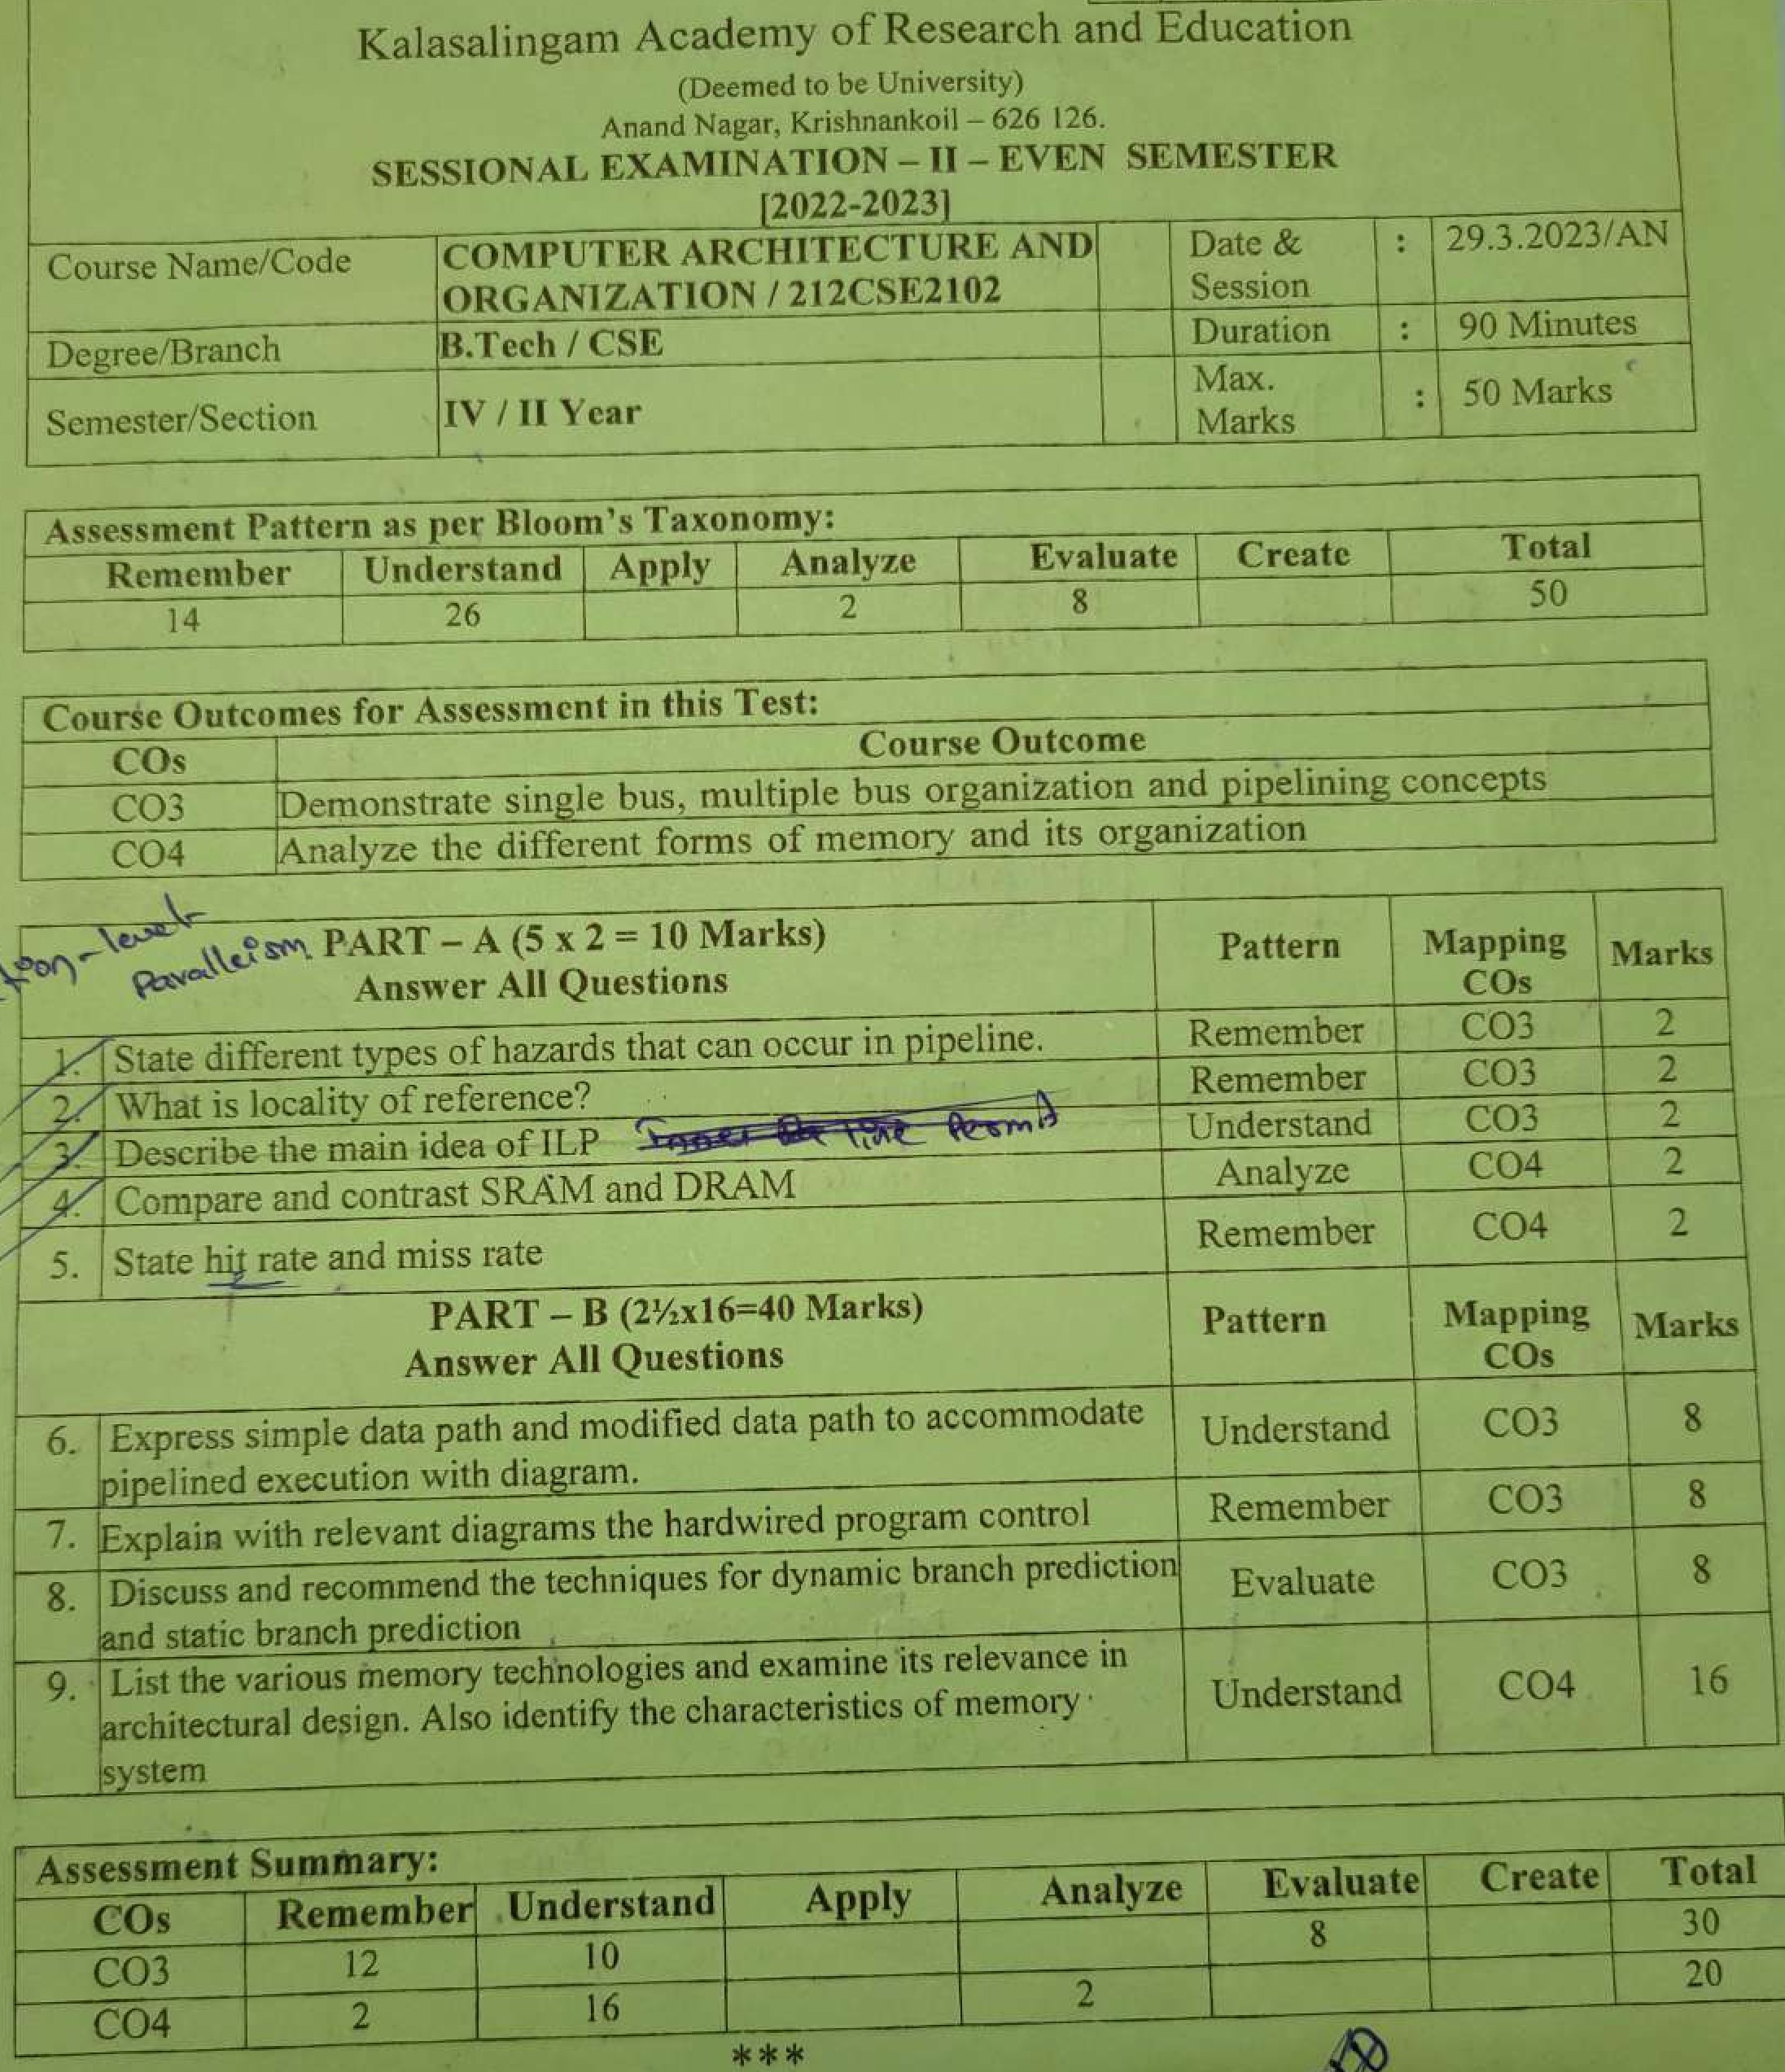 Kalasalingam Academy of Research and Education
(Deemed to be University)
Anand Nagar, Krishnankoil – 626 126.
SESSIONAL EXAMINATION – II – EVEN SEMESTER
[2022-2023]
Course Name/Code COMPUTER ARCHITECTURE AND ORGANIZATION / 212CSE2102 Date & Session : 29.3.2023/AN
Degree/Branch B.Tech / CSE Duration : 90 Minutes
Semester/Section IV / II Year Max. Marks : 50 Marks
Assessment Pattern as per Bloom's Taxonomy:
Remember Understand Apply Analyze Evaluate Create Total
14 26 2 8 50
Course Outcomes for Assessment in this Test:
COs Course Outcome
CO3 Demonstrate single bus, multiple bus organization and pipelining concepts
CO4 Analyze the different forms of memory and its organization
level
Paralleism
PART – A (5 x 2 = 10 Marks) Pattern Mapping COs Marks
Answer All Questions
1. State different types of hazards that can occur in pipeline. Remember CO3 2
2. What is locality of reference? Remember CO3 2
3. Describe the main idea of ILP Understand CO3 2
4. Compare and contrast SRAM and DRAM Analyze CO4 2
5. State hit rate and miss rate Remember CO4 2
PART – B (2½x16=40 Marks) Pattern Mapping COs Marks
Answer All Questions
6. Express simple data path and modified data path to accommodate Understand CO3 8
pipelined execution with diagram.
7. Explain with relevant diagrams the hardwired program control Remember CO3 8
8. Discuss and recommend the techniques for dynamic branch prediction Evaluate CO3 8
and static branch prediction
9. List the various memory technologies and examine its relevance in Understand CO4 16
architectural design. Also identify the characteristics of memory
system
Assessment Summary:
COs Remember Understand Apply Analyze Evaluate Create Total
CO3 12 10 8 30
CO4 2 16 2 20
***